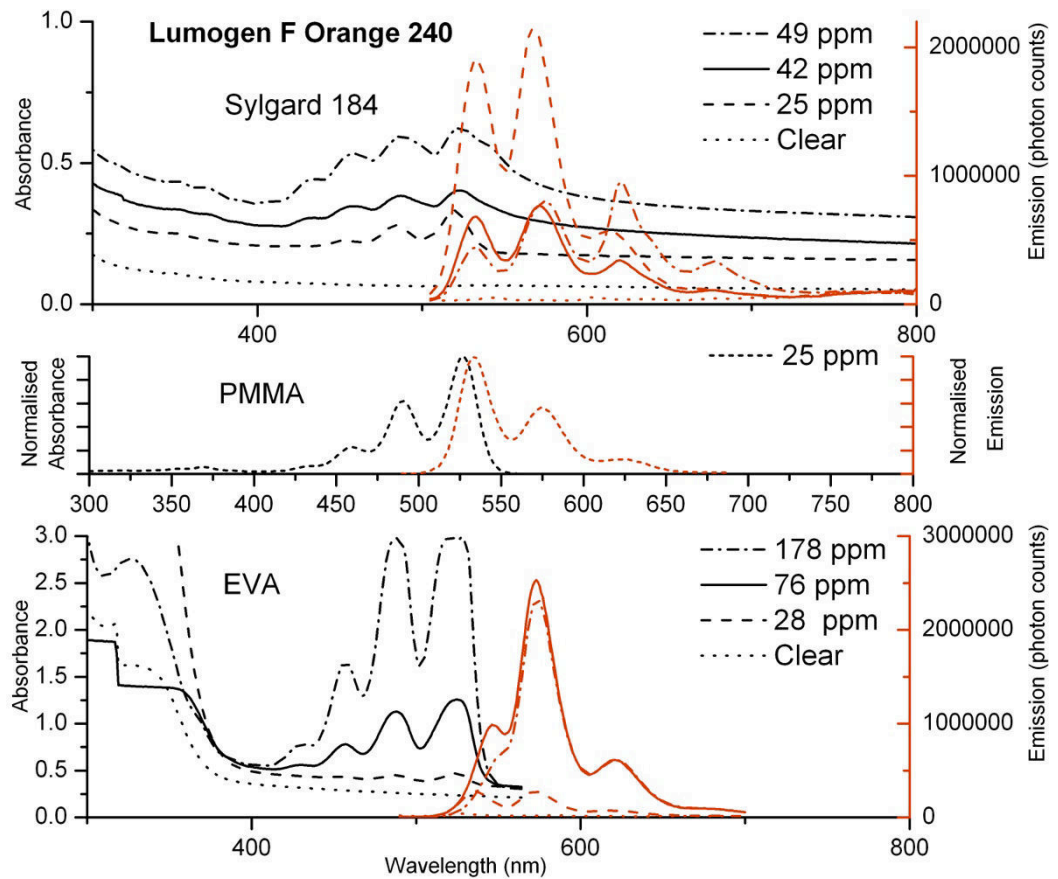 Lumogen F Orange 240
Sylgard 184
49 ppm
42 ppm
25 ppm
Clear
Absorbance
1.0
0.5
0.0
Emission (photon counts)
2000000
1000000
0
400 600 800
PMMA
25 ppm
Normalised
Absorbance
Normalised
Emission
300 350 400 450 500 550 600 650 700 750 800
EVA
178 ppm
76 ppm
28 ppm
Clear
Absorbance
3.0
2.5
2.0
1.5
1.0
0.5
0.0
Emission (photon counts)
3000000
2000000
1000000
0
400 600 800
Wavelength (nm)